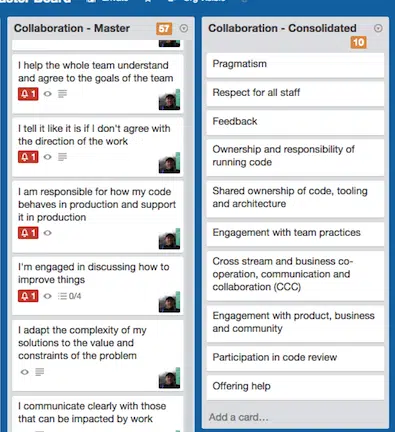 Board
Collaboration - Master
57
I help the whole team understand
and agree to the goals of the team
1
I tell it like it is if I don't agree with
the direction of the work
1
I am responsible for how my code
behaves in production and support
it in production
1
I'm engaged in discussing how to
improve things
1
0/4
I adapt the complexity of my
solutions to the value and
constraints of the problem
I communicate clearly with those
that can be impacted by work
Collaboration - Consolidated
10
Pragmatism
Respect for all staff
Feedback
Ownership and responsibility of
running code
Shared ownership of code, tooling
and architecture
Engagement with team practices
Cross stream and business co-
operation, communication and
collaboration (CCC)
Engagement with product, business
and community
Participation in code review
Offering help
Add a card...